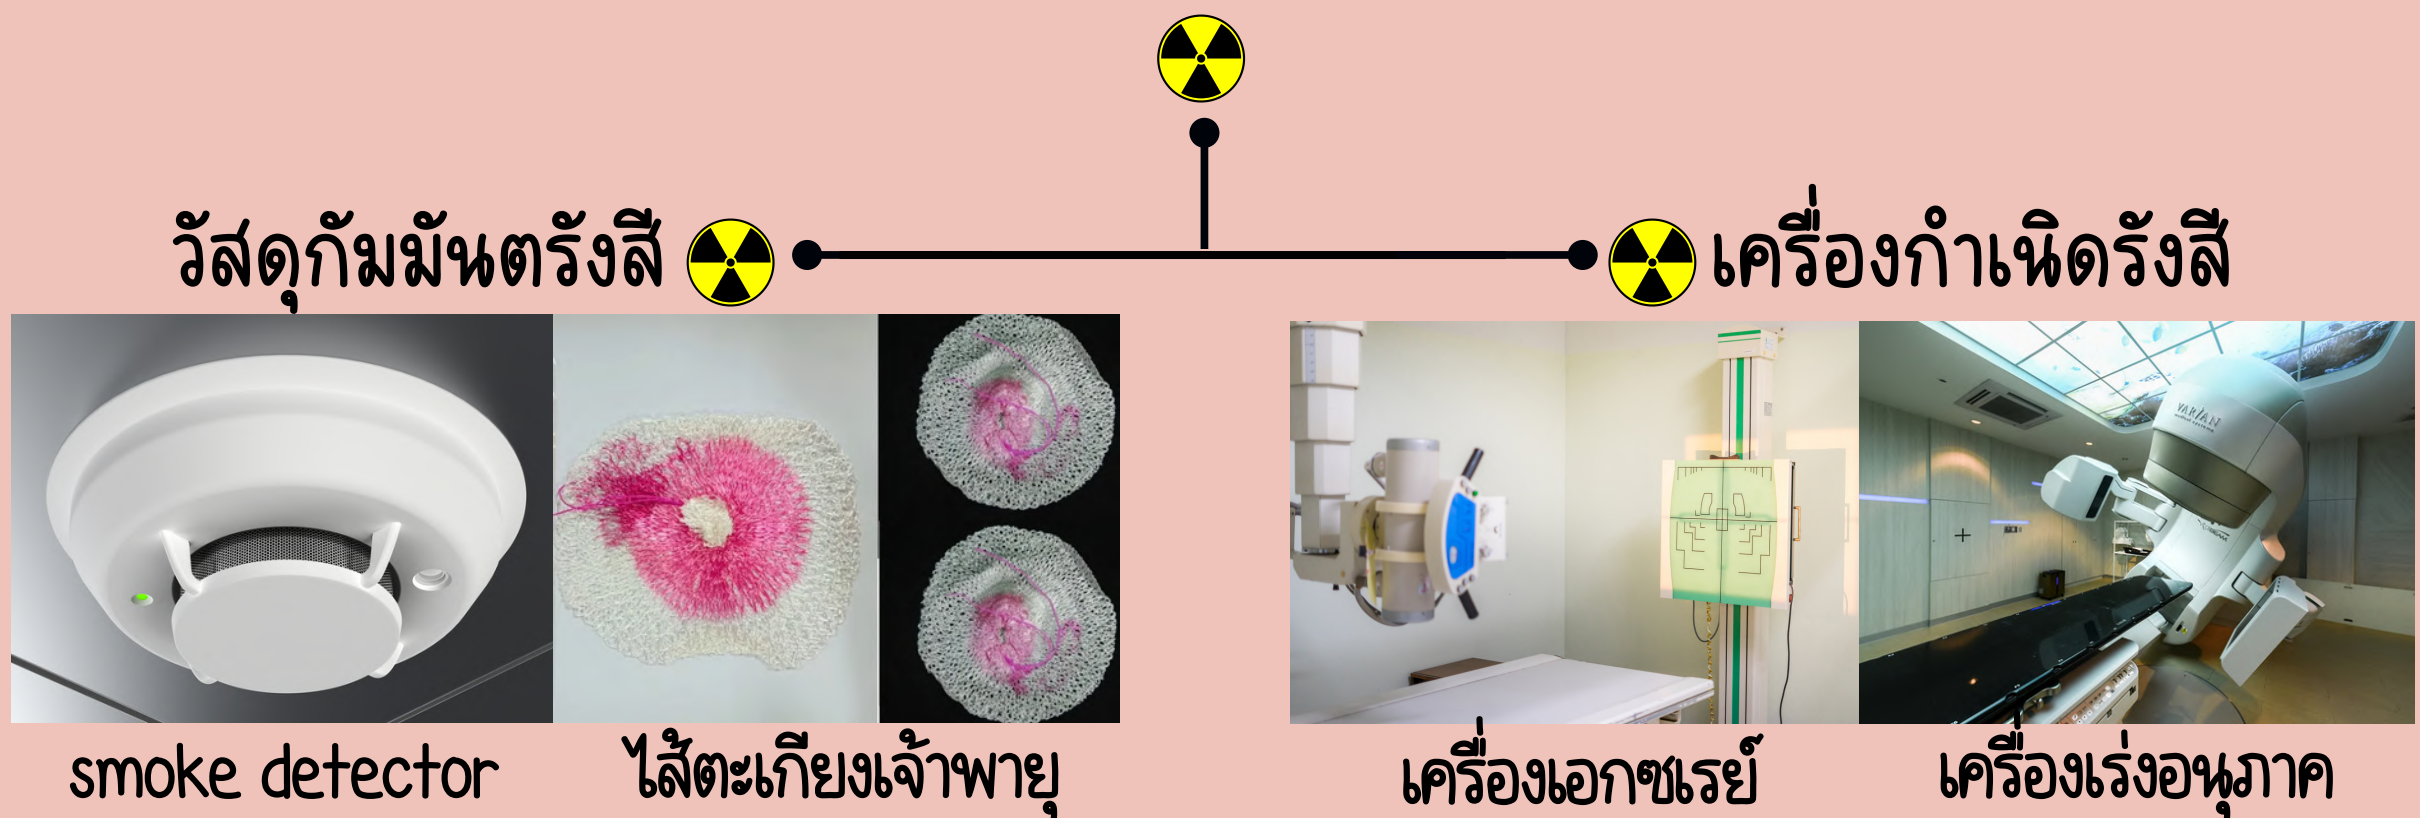 วัสดุกัมมันตรังสี
เครื่องกำเนิดรังสี
VARIAN
medical systems
smoke detector
ไส้ตะเกียงเจ้าพายุ
เครื่องเอกซเรย์
เครื่องเร่งอนุภาค